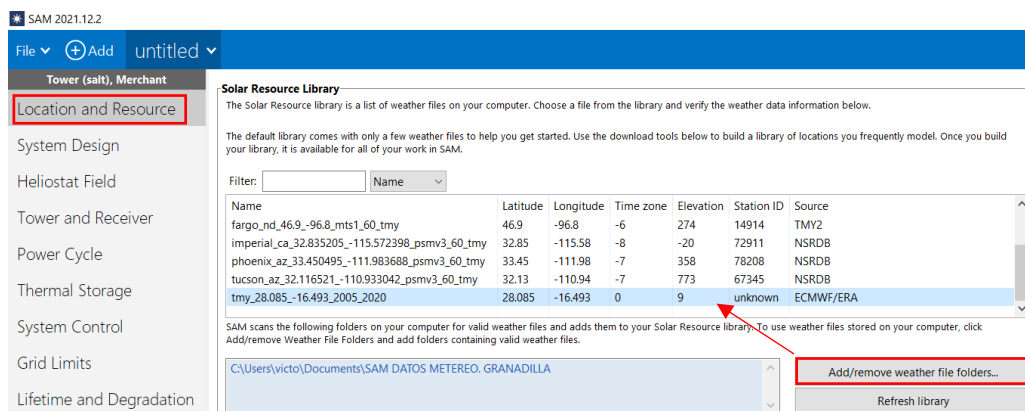 SAM 2021.12.2
File Add untitled
Tower (salt), Merchant
Location and Resource
System Design
Heliostat Field
Tower and Receiver
Power Cycle
Thermal Storage
System Control
Grid Limits
Lifetime and Degradation
Solar Resource Library
The Solar Resource library is a list of weather files on your computer. Choose a file from the library and verify the weather data information below.
The default library comes with only a few weather files to help you get started. Use the download tools below to build a library of locations you frequently model. Once you build
your library, it is available for all of your work in SAM.
Filter: Name
Name Latitude Longitude Time zone Elevation Station ID Source
fargo_nd_46.9_-96.8_mts1_60_tmy 46.9 -96.8 -6 274 14914 TMY2
imperial_ca_32.835205_-115.572398_psmv3_60_tmy 32.85 -115.58 -8 -20 72911 NSRDB
phoenix_az_33.450495_-111.983688_psmv3_60_tmy 33.45 -111.98 -7 358 78208 NSRDB
tucson_az_32.116521_-110.933042_psmv3_60_tmy 32.13 -110.94 -7 773 67345 NSRDB
tmy_28.085_-16.493_2005_2020 28.085 -16.493 0 9 unknown ECMWF/ERA
SAM scans the following folders on your computer for valid weather files and adds them to your Solar Resource library. To use weather files stored on your computer, click
Add/remove Weather File Folders and add folders containing valid weather files.
C:\Users\victo\Documents\SAM DATOS METEREO. GRANADILLA
Add/remove weather file folders...
Refresh library